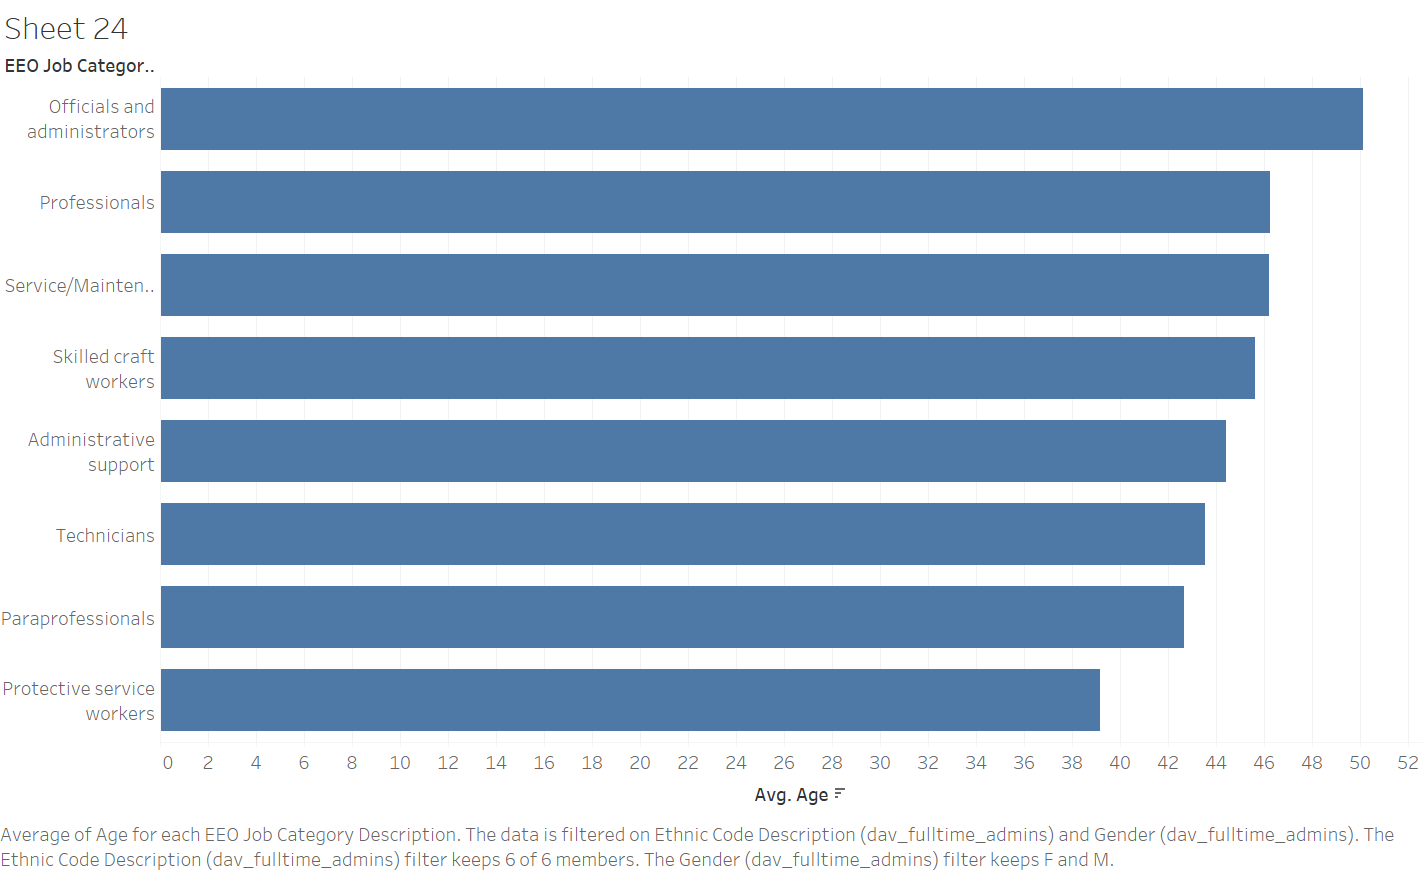 Sheet 24
EEO Job Categor..
Officials and
administrators
Professionals
Service/Mainten..
Skilled craft
workers
Administrative
support
Technicians
Paraprofessionals
Protective service
workers
0 2 4 6 8 10 12 14 16 18 20 22 24 26 28 30 32 34 36 38 40 42 44 46 48 50 52
Avg. Age
Average of Age for each EEO Job Category Description. The data is filtered on Ethnic Code Description (dav_fulltime_admins) and Gender (dav_fulltime_admins). The
Ethnic Code Description (dav_fulltime_admins) filter keeps 6 of 6 members. The Gender (dav_fulltime_admins) filter keeps F and M.